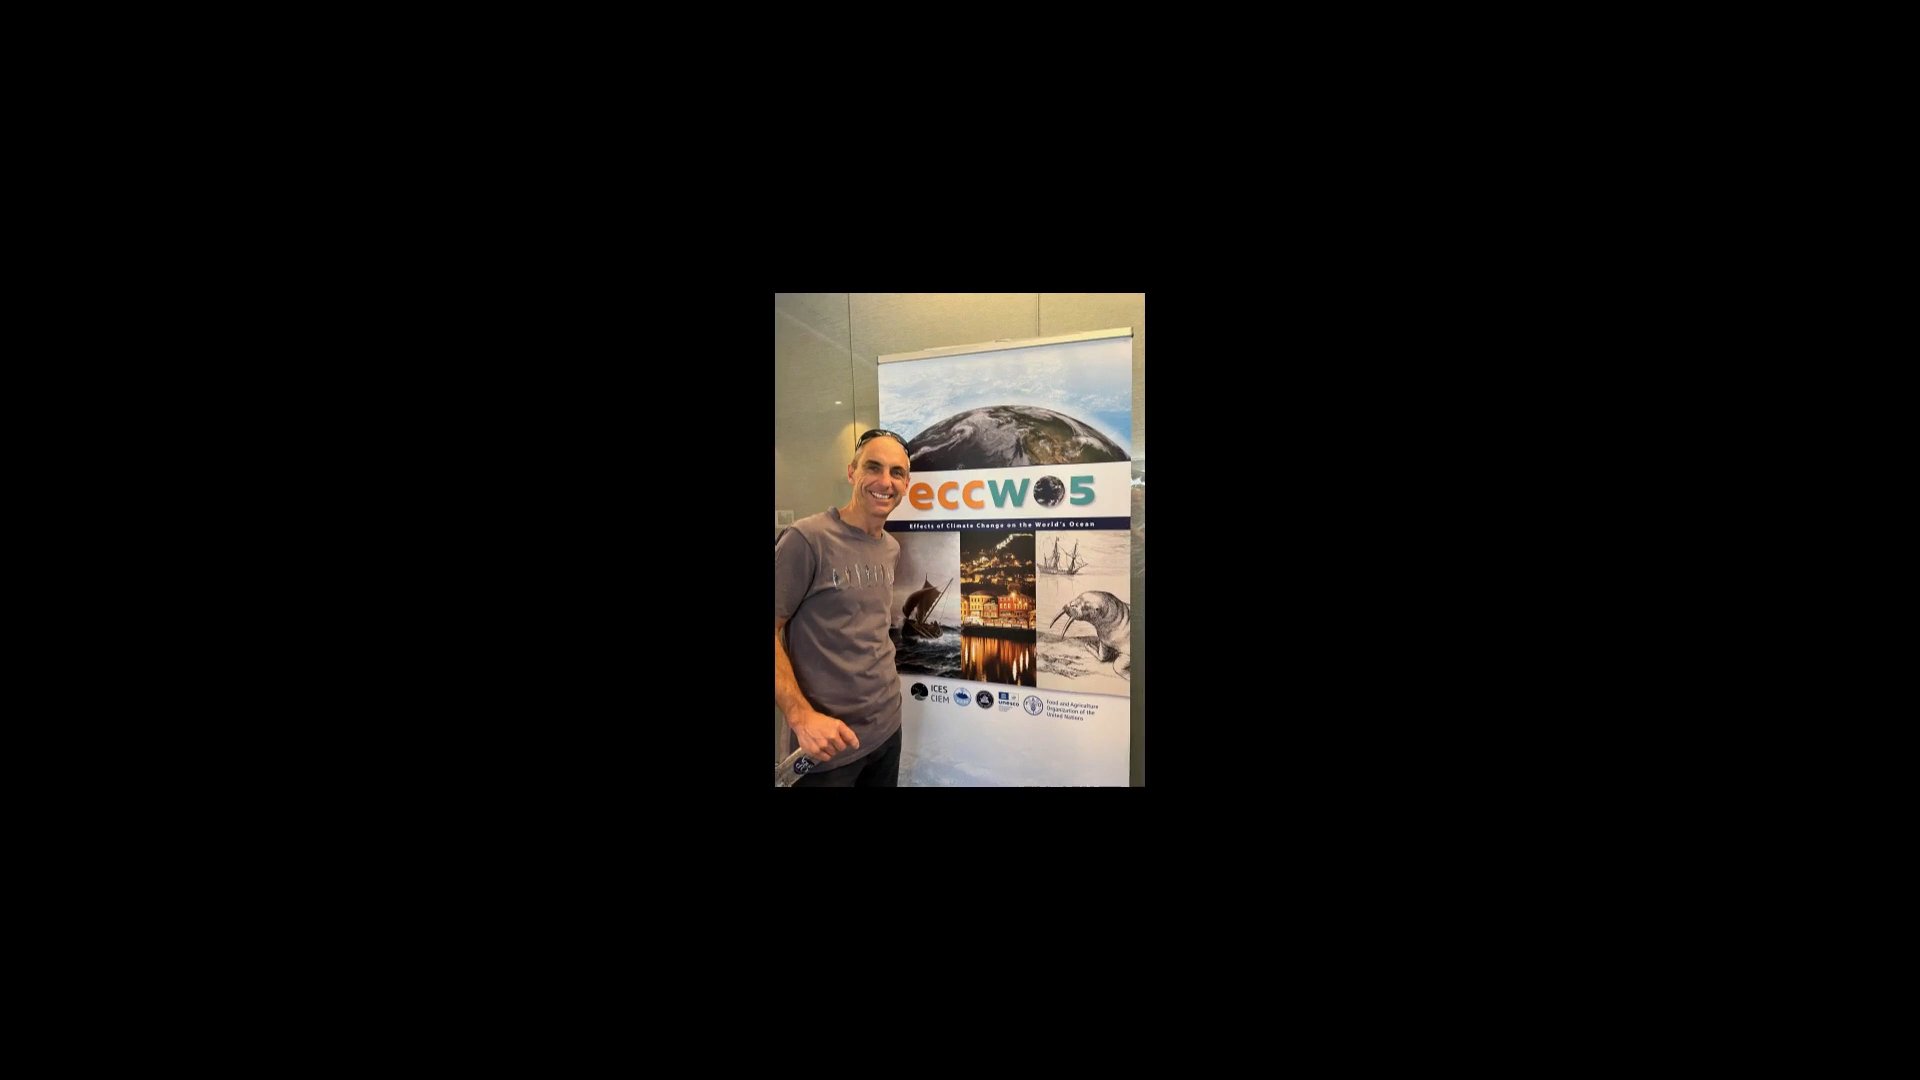 eccwo5
Effects of Climate Change on the World's Ocean
ICES
CIEM
unesco
Food and Agriculture
Organization of the
United Nations